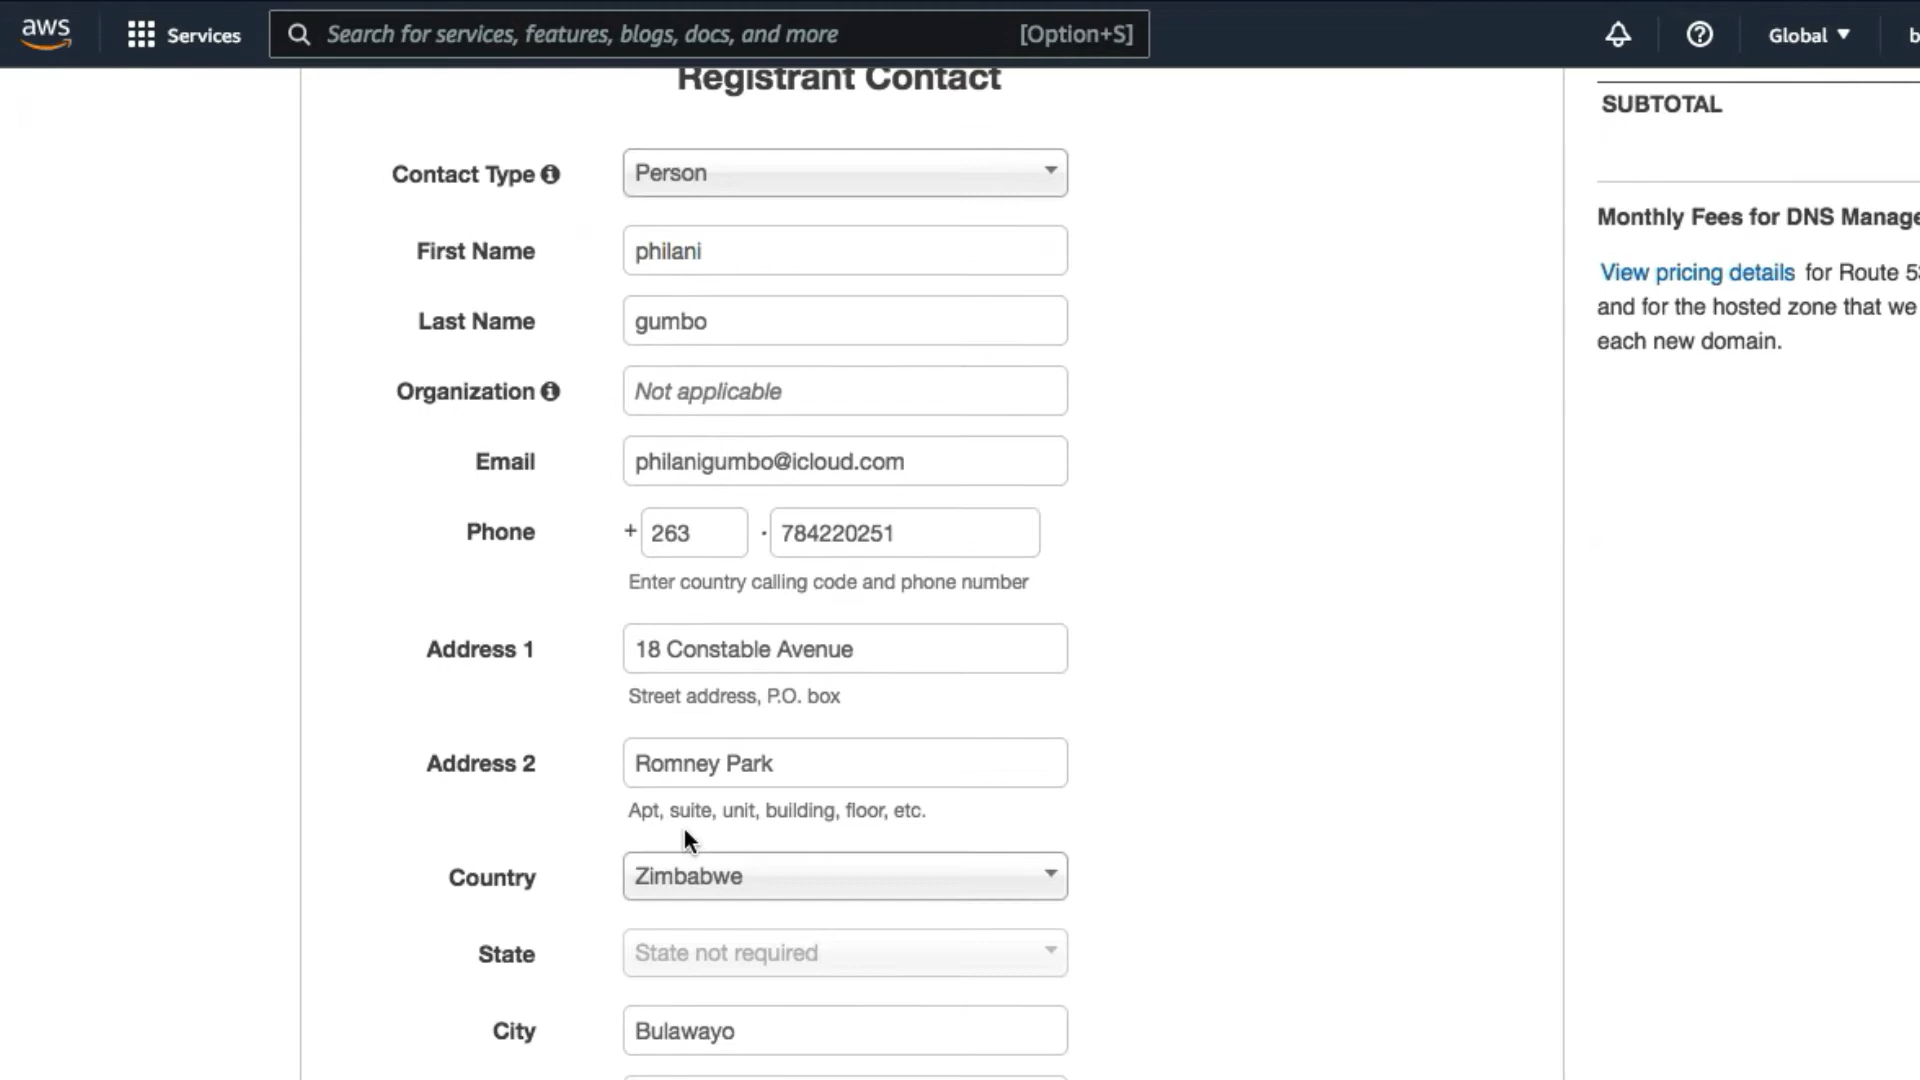 aws
Services
Search for services, features, blogs, docs, and more
[Option+S]
Global
Registrant Contact
Contact Type
Person
First Name
philani
Last Name
gumbo
Organization
Not applicable
Email
philanigumbo@icloud.com
Phone
+ 263 · 784220251
Enter country calling code and phone number
Address 1
18 Constable Avenue
Street address, P.O. box
Address 2
Romney Park
Apt, suite, unit, building, floor, etc.
Country
Zimbabwe
State
State not required
City
Bulawayo
SUBTOTAL
Monthly Fees for DNS Manage
View pricing details for Route 5
and for the hosted zone that we
each new domain.